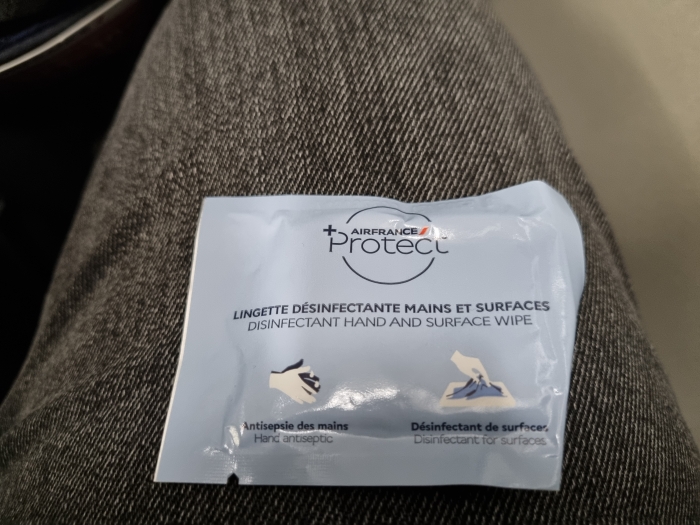 AIRFRANCE
+Protect
LINGETTE DÉSINFECTANTE MAINS ET SURFACES
DISINFECTANT HAND AND SURFACE WIPE
Antisepsie des mains
Hand antiseptic
Désinfectant de surfaces
Disinfectant for surfaces